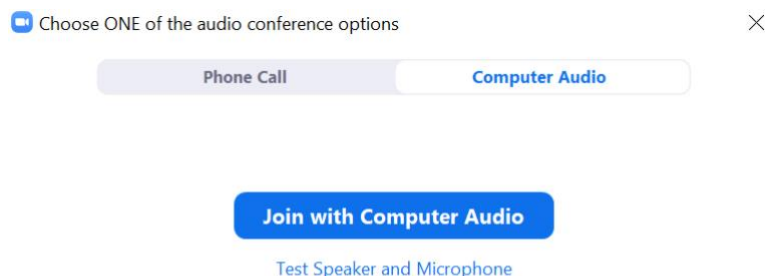 Choose ONE of the audio conference options
Phone Call Computer Audio
Join with Computer Audio
Test Speaker and Microphone